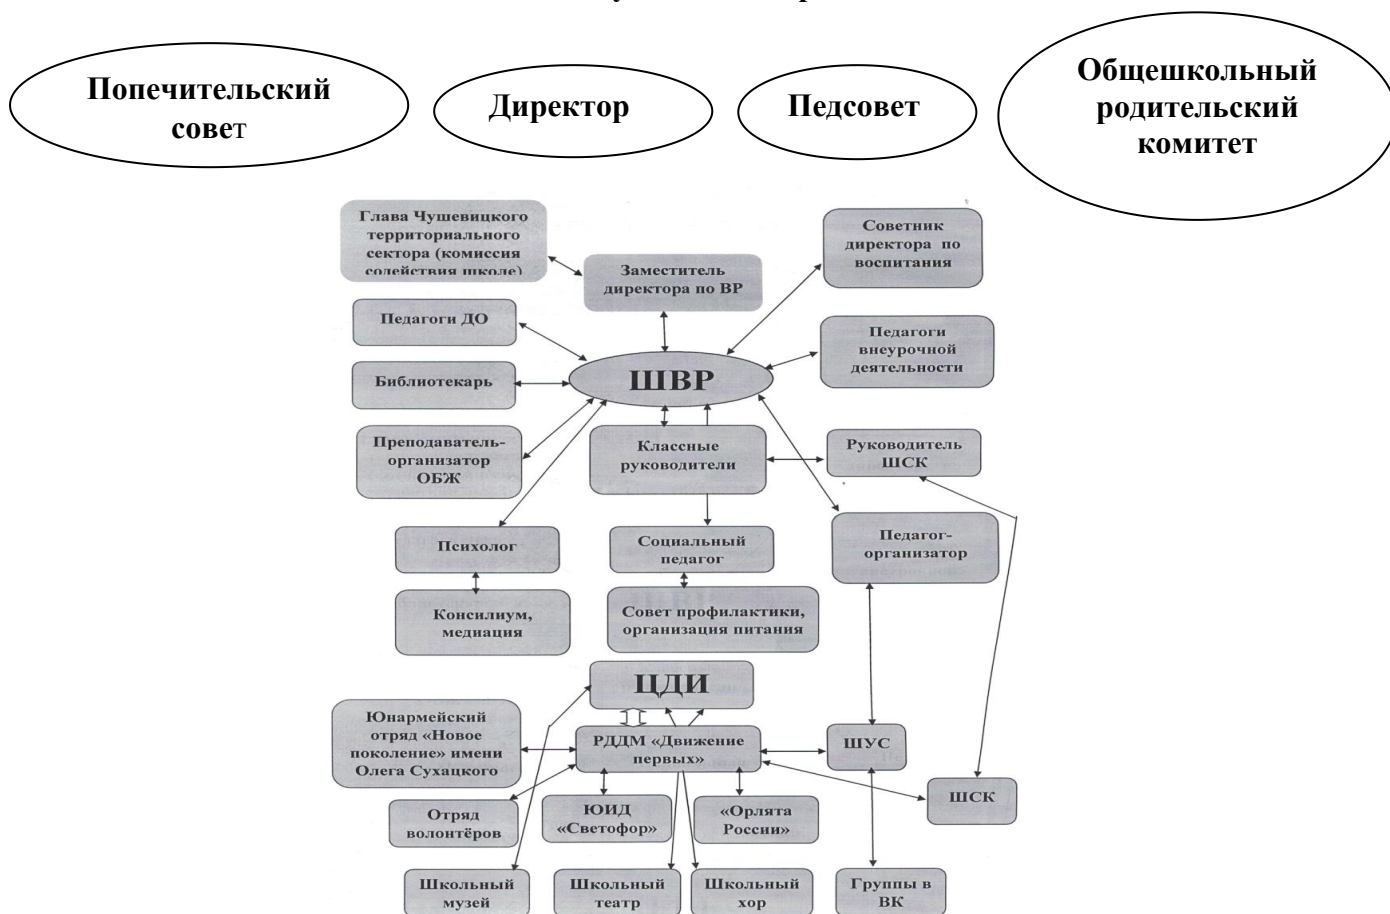 Попечительский
совет
Директор
Педсовет
Общешкольный
родительский
комитет
Глава Чушевицкого
территориального
сектора (комиссия
содействия школе)
Советник
директора по
воспитания
Заместитель
директора по ВР
Педагоги ДО
Педагоги
внеурочной
деятельности
Библиотекарь
ШВР
Преподаватель-
организатор
ОБЖ
Классные
руководители
Руководитель
ШСК
Психолог
Социальный
педагог
Педагог-
организатор
Консилиум,
медиация
Совет профилактики,
организация питания
ЦДИ
Юнармейский
отряд «Новое
поколение» имени
Олега Сухацкого
РДДМ «Движение
первых»
ШУС
ШСК
Отряд
волонтёров
ЮИД
«Светофор»
«Орлята
России»
Школьный
музей
Школьный
театр
Школьный
хор
Группы в
ВК